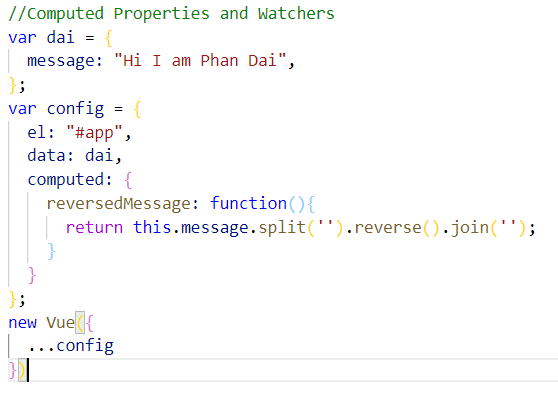 //Computed Properties and Watchers
var dai = {
  message: "Hi I am Phan Dai",
};
var config = {
  el: "#app",
  data: dai,
  computed: {
    reversedMessage: function(){
      return this.message.split('').reverse().join('');
    }
  }
};
new Vue({
  ...config
})